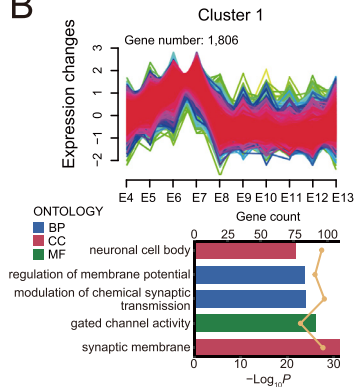 B
Cluster 1
Gene number: 1,806
Expression changes
3
2
1
0
−1
−2
E4 E5 E6 E7 E8 E9 E10 E11 E12 E13
ONTOLOGY
BP
CC
MF
Gene count
0 25 50 75 100
neuronal cell body
regulation of membrane potential
modulation of chemical synaptic
transmission
gated channel activity
synaptic membrane
0 10 20 30
−Log10P